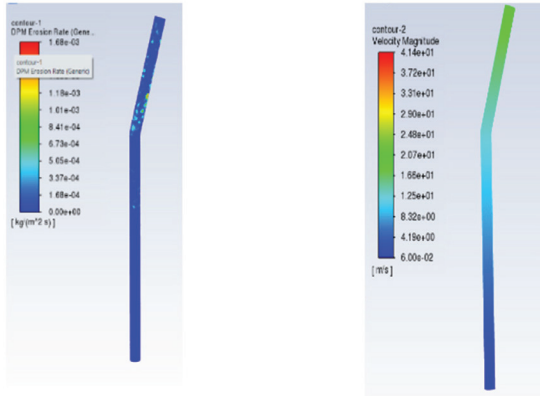 contour-1
DPM Erosion Rate (Gene...
1.68e-03
contour-1
DPM Erosion Rate (Generic)
1.18e-03
1.01e-03
8.41e-04
6.73e-04
5.05e-04
3.37e-04
1.68e-04
0.00e+00
[ kg/(m^2 s) ]
contour-2
Velocity Magnitude
4.14e+01
3.72e+01
3.31e+01
2.90e+01
2.48e+01
2.07e+01
1.66e+01
1.25e+01
8.32e+00
4.19e+00
6.00e-02
[ m/s ]